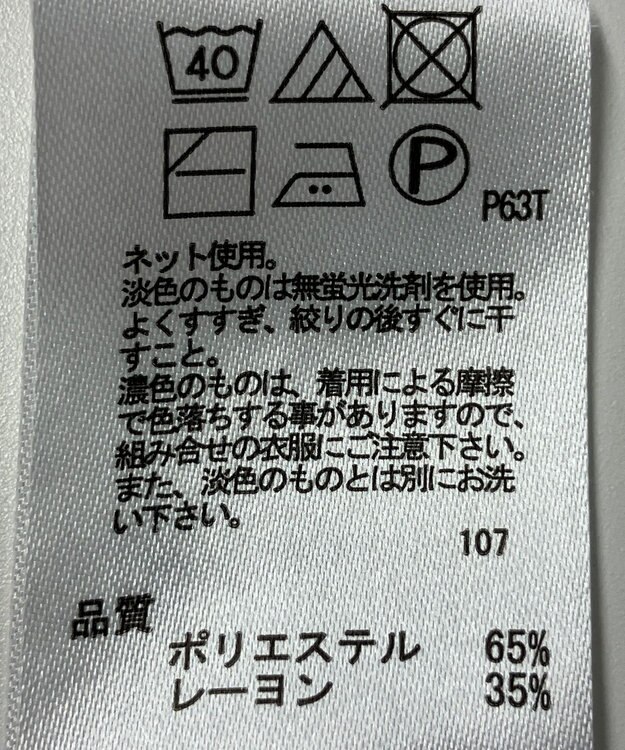 40
P
P63T
ネット使用。
淡色のものは無蛍光洗剤を使用。
よくすすぎ、絞りの後すぐに干
すこと。
濃色のものは、着用による摩擦
で色落ちする事がありますので、
組み合せの衣服にご注意下さい。
また、淡色のものとは別にお洗
い下さい。
107
品質
ポリエステル 65%
レーヨン 35%